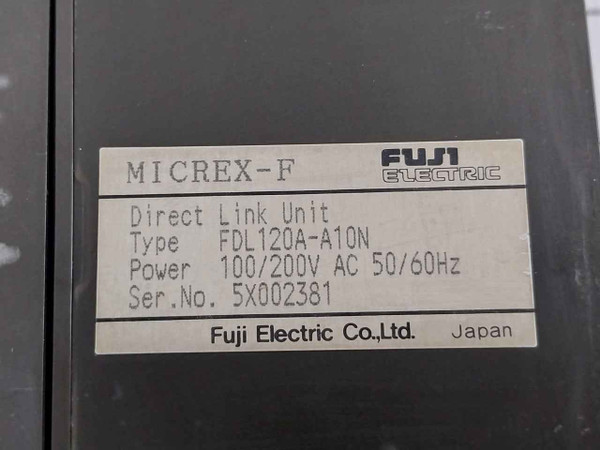 MICREX-F
FUJI ELECTRIC
Direct Link Unit
Type FDL120A-A10N
Power 100/200V AC 50/60Hz
Ser.No. 5X002381
Fuji Electric Co.,Ltd. Japan